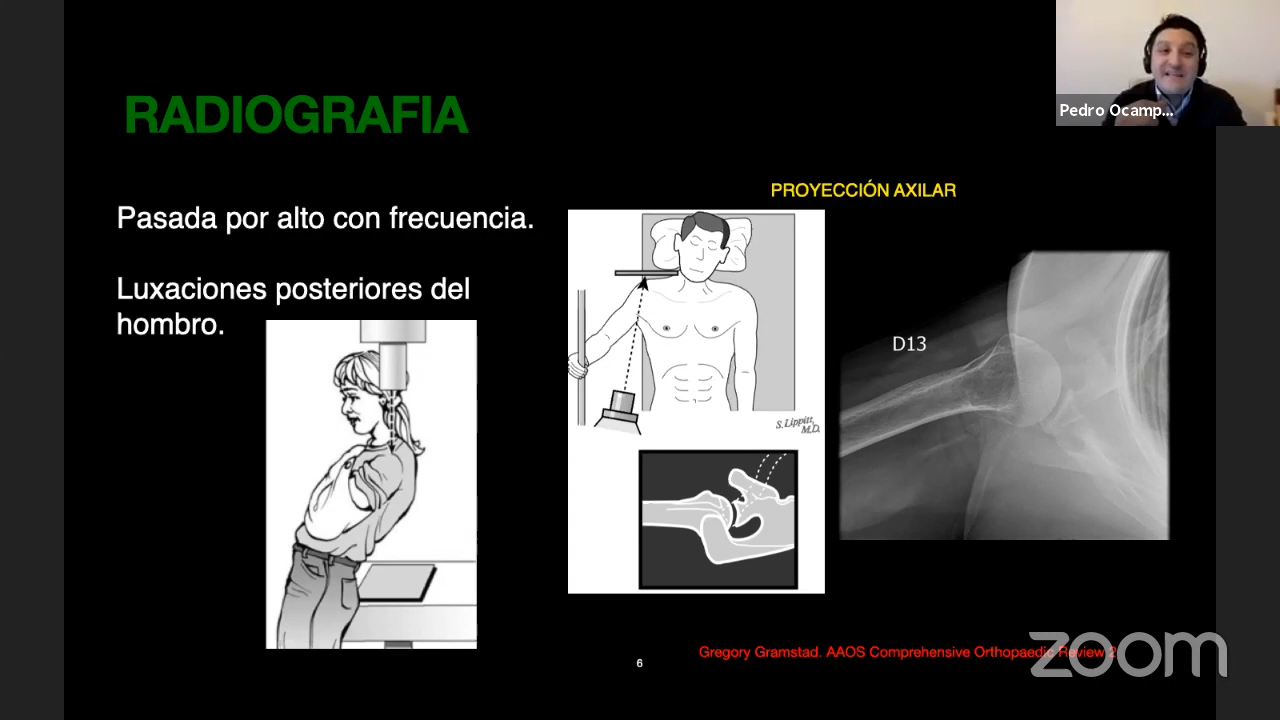 Pedro Ocamp...
RADIOGRAFIA
PROYECCIÓN AXILAR
Pasada por alto con frecuencia.
Luxaciones posteriores del
hombro.
D13
S. Lippitt,
M.D.
Gregory Gramstad. AAOS Comprehensive Orthopaedic Review 2
6
zoom